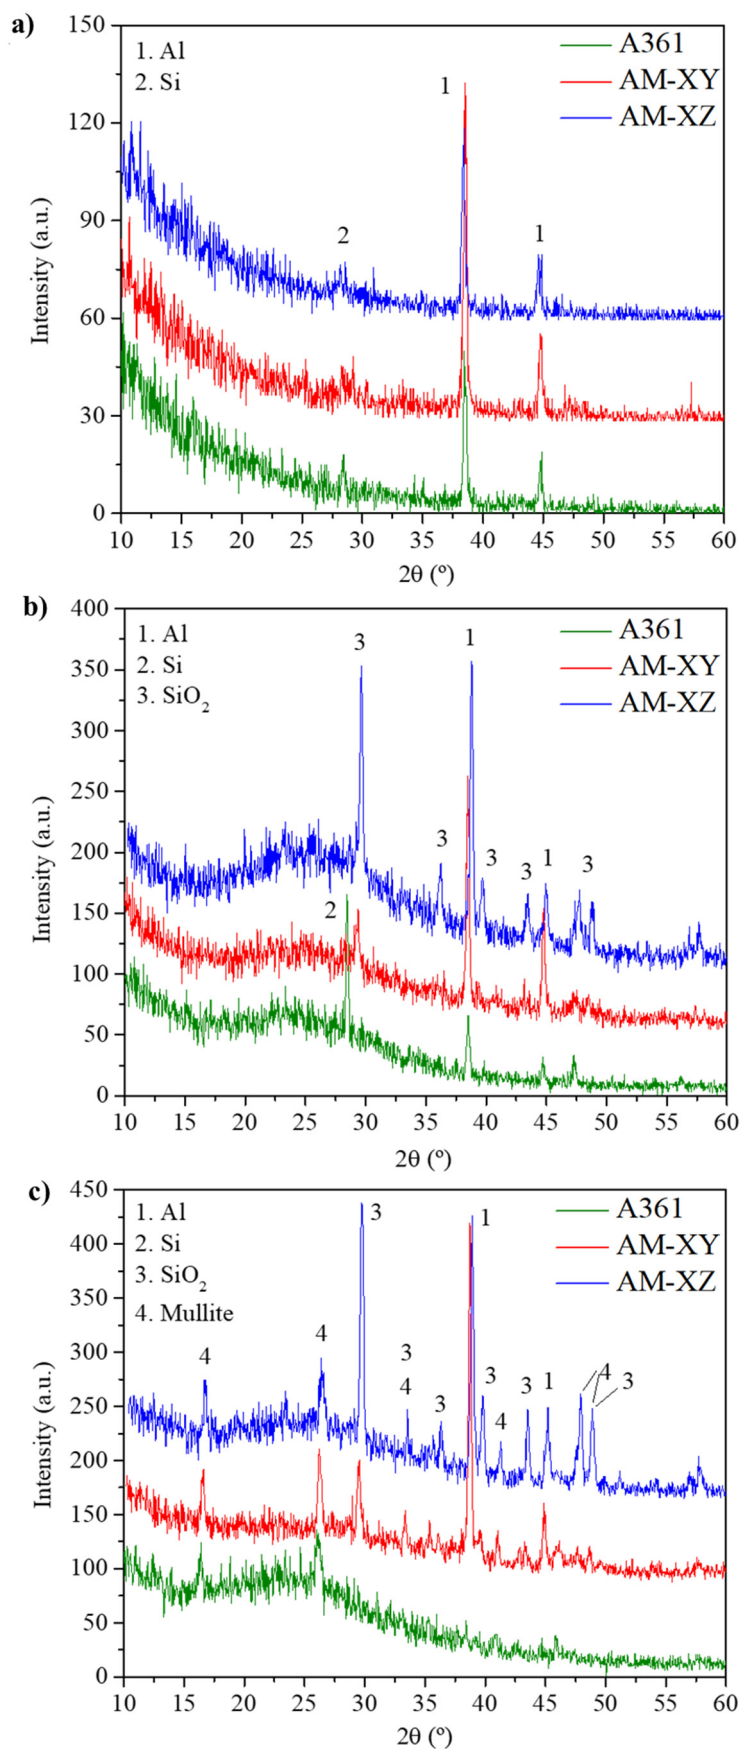 a)
150
120
90
60
30
0
1. Al
2. Si
A361
AM-XY
AM-XZ
1
2
1
Intensity (a.u.)
10 15 20 25 30 35 40 45 50 55 60
2θ (º)
b)
400
350
300
250
200
150
100
50
0
1. Al
2. Si
3. SiO2
A361
AM-XY
AM-XZ
3
1
3
3
3
1
3
2
Intensity (a.u.)
10 15 20 25 30 35 40 45 50 55 60
2θ (º)
c)
450
400
350
300
250
200
150
100
50
0
1. Al
2. Si
3. SiO2
4. Mullite
A361
AM-XY
AM-XZ
3
1
4
4
3
4
3
3
4
3
1
4
3
Intensity (a.u.)
10 15 20 25 30 35 40 45 50 55 60
2θ (º)